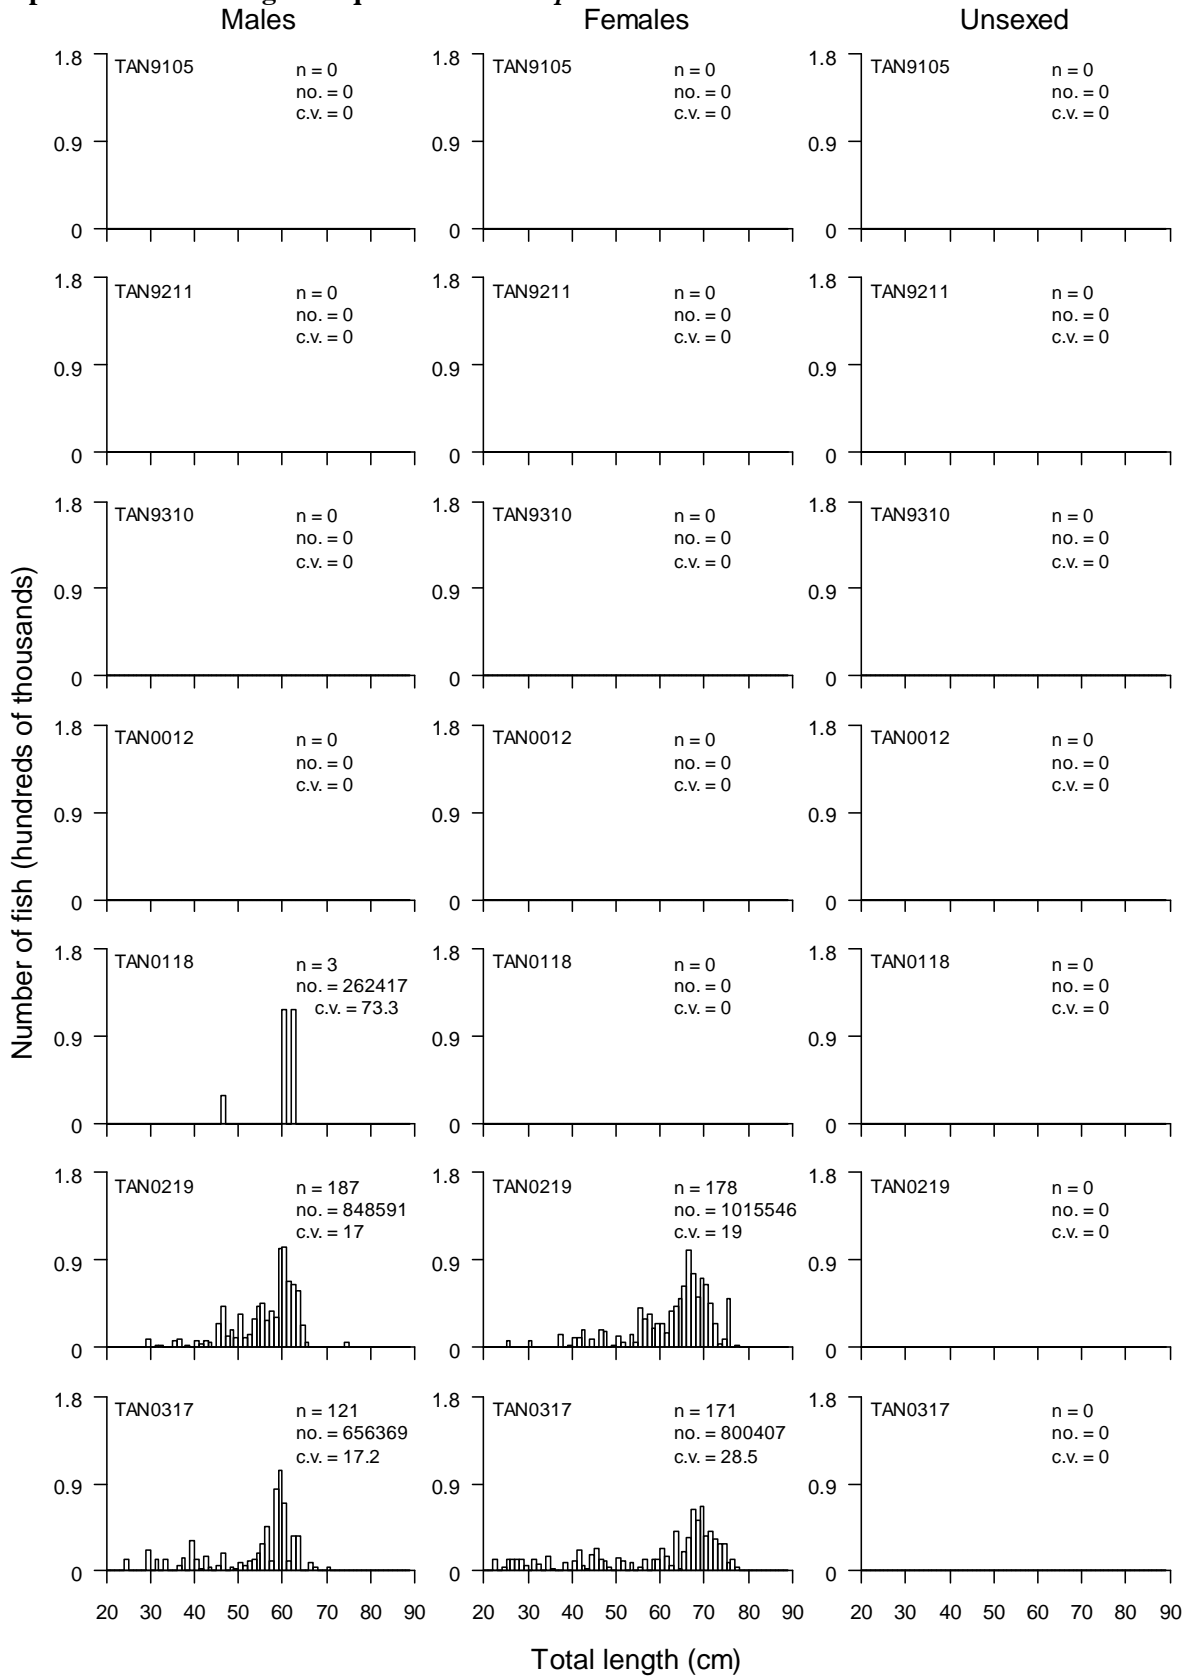 Males Females Unsexed
1.8 TAN9105 n = 0 1.8 TAN9105 n = 0 1.8 TAN9105 n = 0
no. = 0 no. = 0 no. = 0
c.v. = 0 c.v. = 0 c.v. = 0
0.9 0.9 0.9
0 0 0
1.8 TAN9211 n = 0 1.8 TAN9211 n = 0 1.8 TAN9211 n = 0
no. = 0 no. = 0 no. = 0
c.v. = 0 c.v. = 0 c.v. = 0
0.9 0.9 0.9
0 0 0
1.8 TAN9310 n = 0 1.8 TAN9310 n = 0 1.8 TAN9310 n = 0
no. = 0 no. = 0 no. = 0
c.v. = 0 c.v. = 0 c.v. = 0
0.9 0.9 0.9
0 0 0
Number of fish (hundreds of thousands)
1.8 TAN0012 n = 0 1.8 TAN0012 n = 0 1.8 TAN0012 n = 0
no. = 0 no. = 0 no. = 0
c.v. = 0 c.v. = 0 c.v. = 0
0.9 0.9 0.9
0 0 0
1.8 TAN0118 n = 3 1.8 TAN0118 n = 0 1.8 TAN0118 n = 0
no. = 262417 no. = 0 no. = 0
c.v. = 73.3 c.v. = 0 c.v. = 0
0.9 0.9 0.9
0 0 0
1.8 TAN0219 n = 187 1.8 TAN0219 n = 178 1.8 TAN0219 n = 0
no. = 848591 no. = 1015546 no. = 0
c.v. = 17 c.v. = 19 c.v. = 0
0.9 0.9 0.9
0 0 0
1.8 TAN0317 n = 121 1.8 TAN0317 n = 171 1.8 TAN0317 n = 0
no. = 656369 no. = 800407 no. = 0
c.v. = 17.2 c.v. = 28.5 c.v. = 0
0.9 0.9 0.9
0 0 0
20 30 40 50 60 70 80 90 20 30 40 50 60 70 80 90 20 30 40 50 60 70 80 90
Total length (cm)